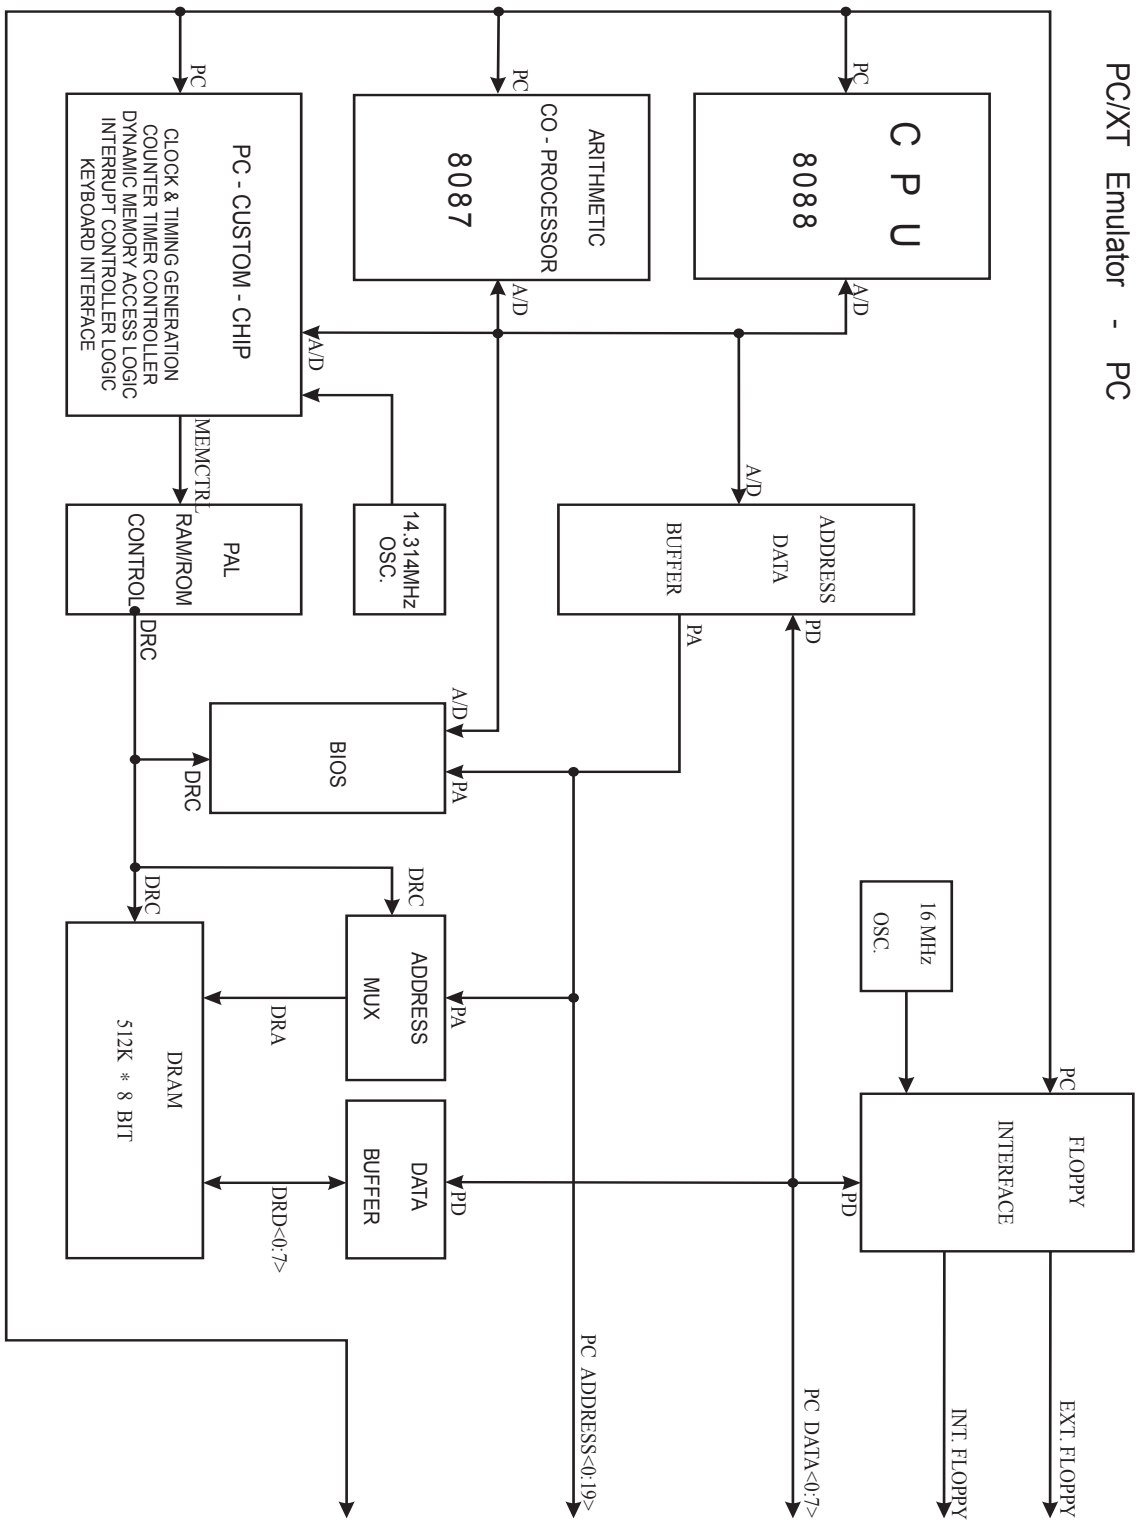 PC/XT Emulator - PC
PC
C P U
8088
A/D
PC
ARITHMETIC
CO - PROCESSOR
8087
A/D
PC
PC - CUSTOM - CHIP
CLOCK & TIMING GENERATION
COUNTER TIMER CONTROLLER
DYNAMIC MEMORY ACCESS LOGIC
INTERRUPT CONTROLLER LOGIC
KEYBOARD INTERFACE
A/D
MEMCTRL
A/D
ADDRESS
DATA
BUFFER
PD
PA
14.314MHz
OSC.
PAL
RAM/ROM
CONTROL
DRC
A/D
PA
BIOS
DRC
16 MHz
OSC.
DRC
PA
ADDRESS
MUX
DRA
DRC
DRAM
512K * 8 BIT
DATA
BUFFER
PD
DRD<0:7>
PC
FLOPPY
INTERFACE
PD
EXT. FLOPPY
INT. FLOPPY
PC DATA<0:7>
PC ADDRESS<0:19>